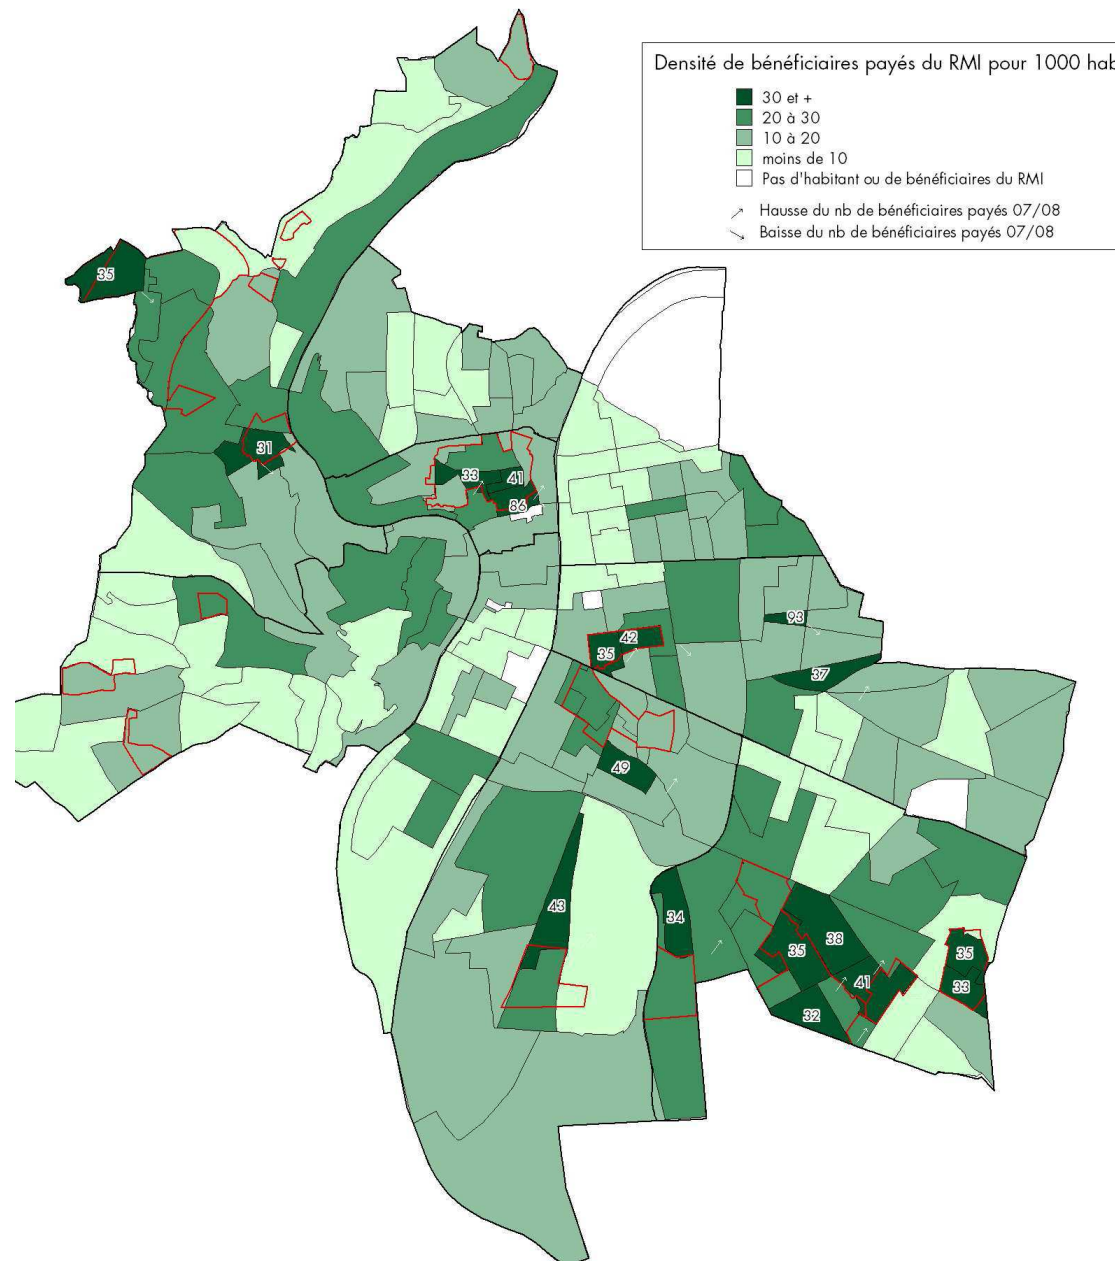 Densité de bénéficiaires payés du RMI pour 1000 hab
30 et +
20 à 30
10 à 20
moins de 10
Pas d'habitant ou de bénéficiaires du RMI
Hausse du nb de bénéficiaires payés 07/08
Baisse du nb de bénéficiaires payés 07/08
35
31
33
41
86
93
42
35
37
49
43
34
38
35
35
41
33
32